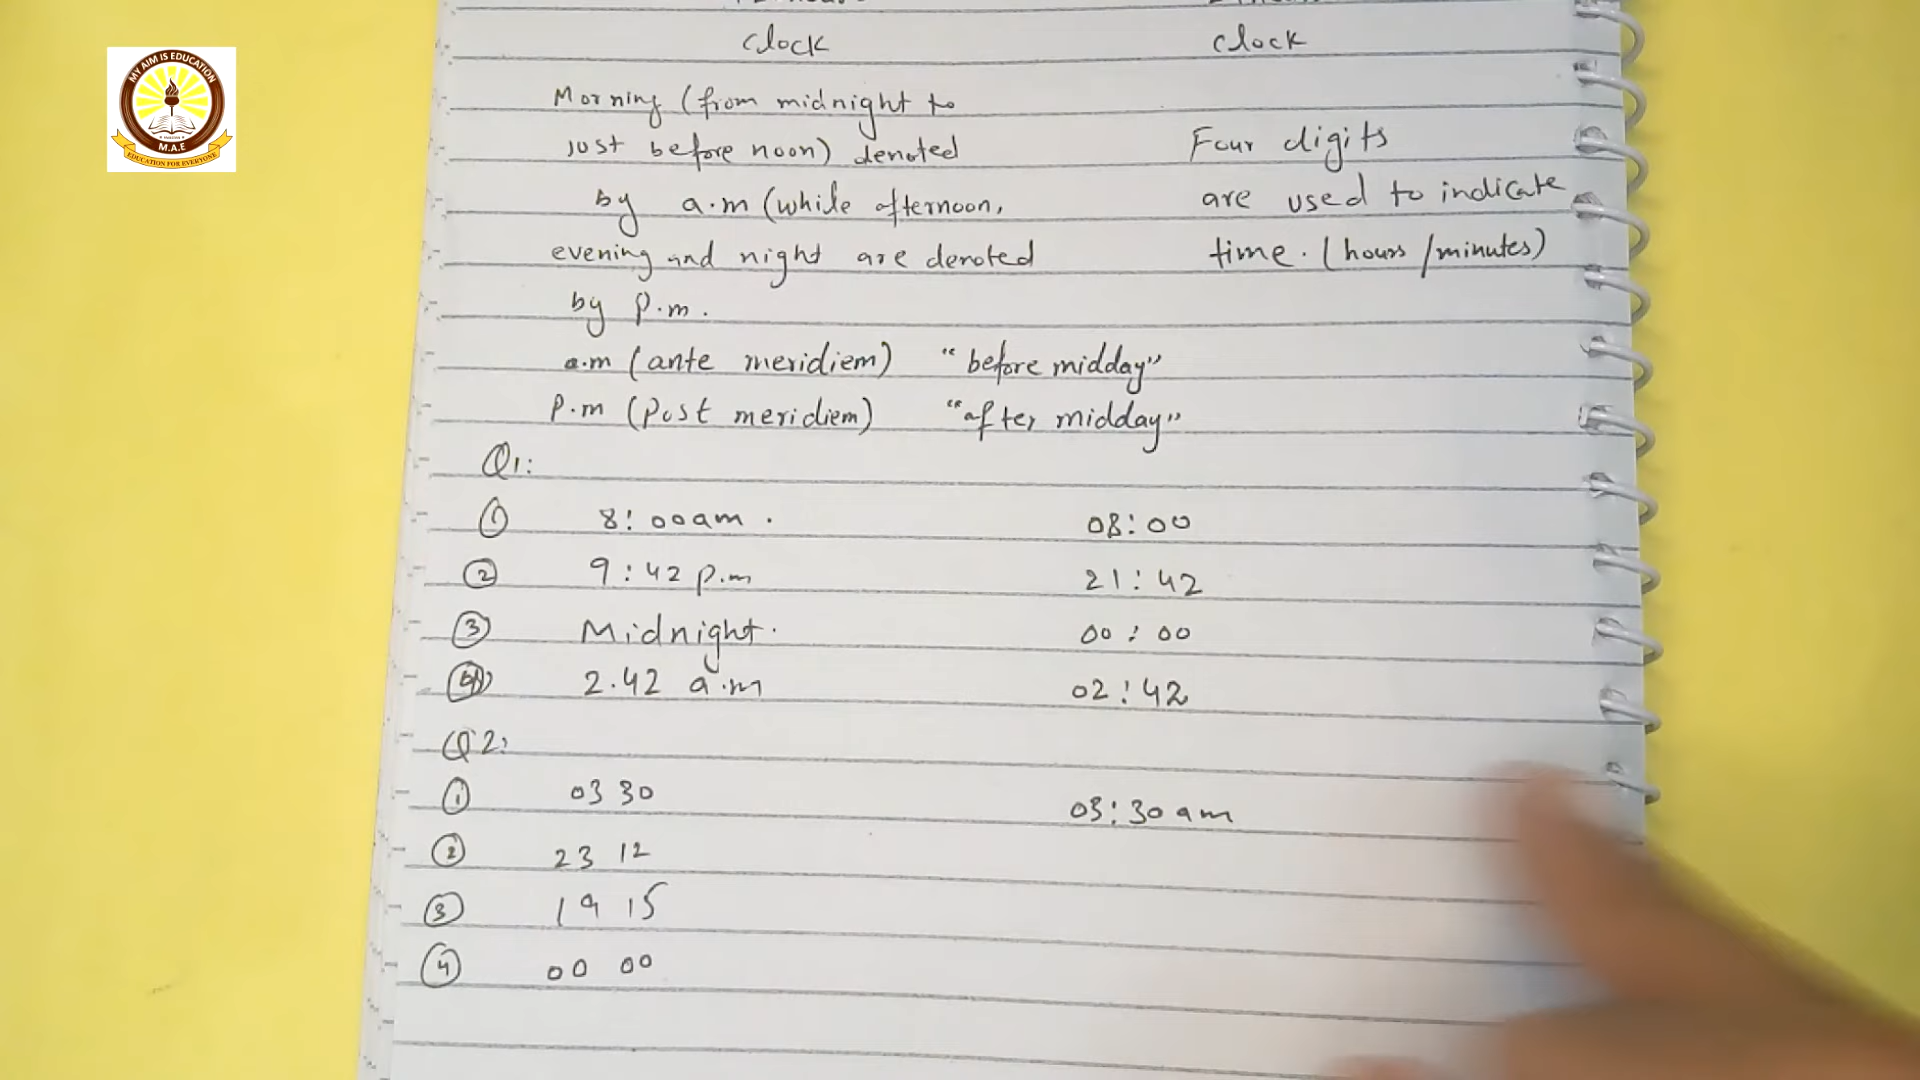 MY AIM IS EDUCATION
M.A.E
EDUCATION FOR EVERYONE
clock clock
Morning (from midnight to
just before noon) denoted
by a.m (while afternoon,
evening and night are denoted
by p.m.
Four digits
are used to indicate
time. (hours/minutes)
a.m (ante meridiem) "before midday"
P.m (Post meridiem) "after midday"
Q1:
① 8:00am. 08:00
② 9:42 p.m 21:42
③ Midnight. 00:00
2.42 a.m 02:42
Q2:
① 03 30 03:30 am
② 23 12
③ 19 15
④ 00 00